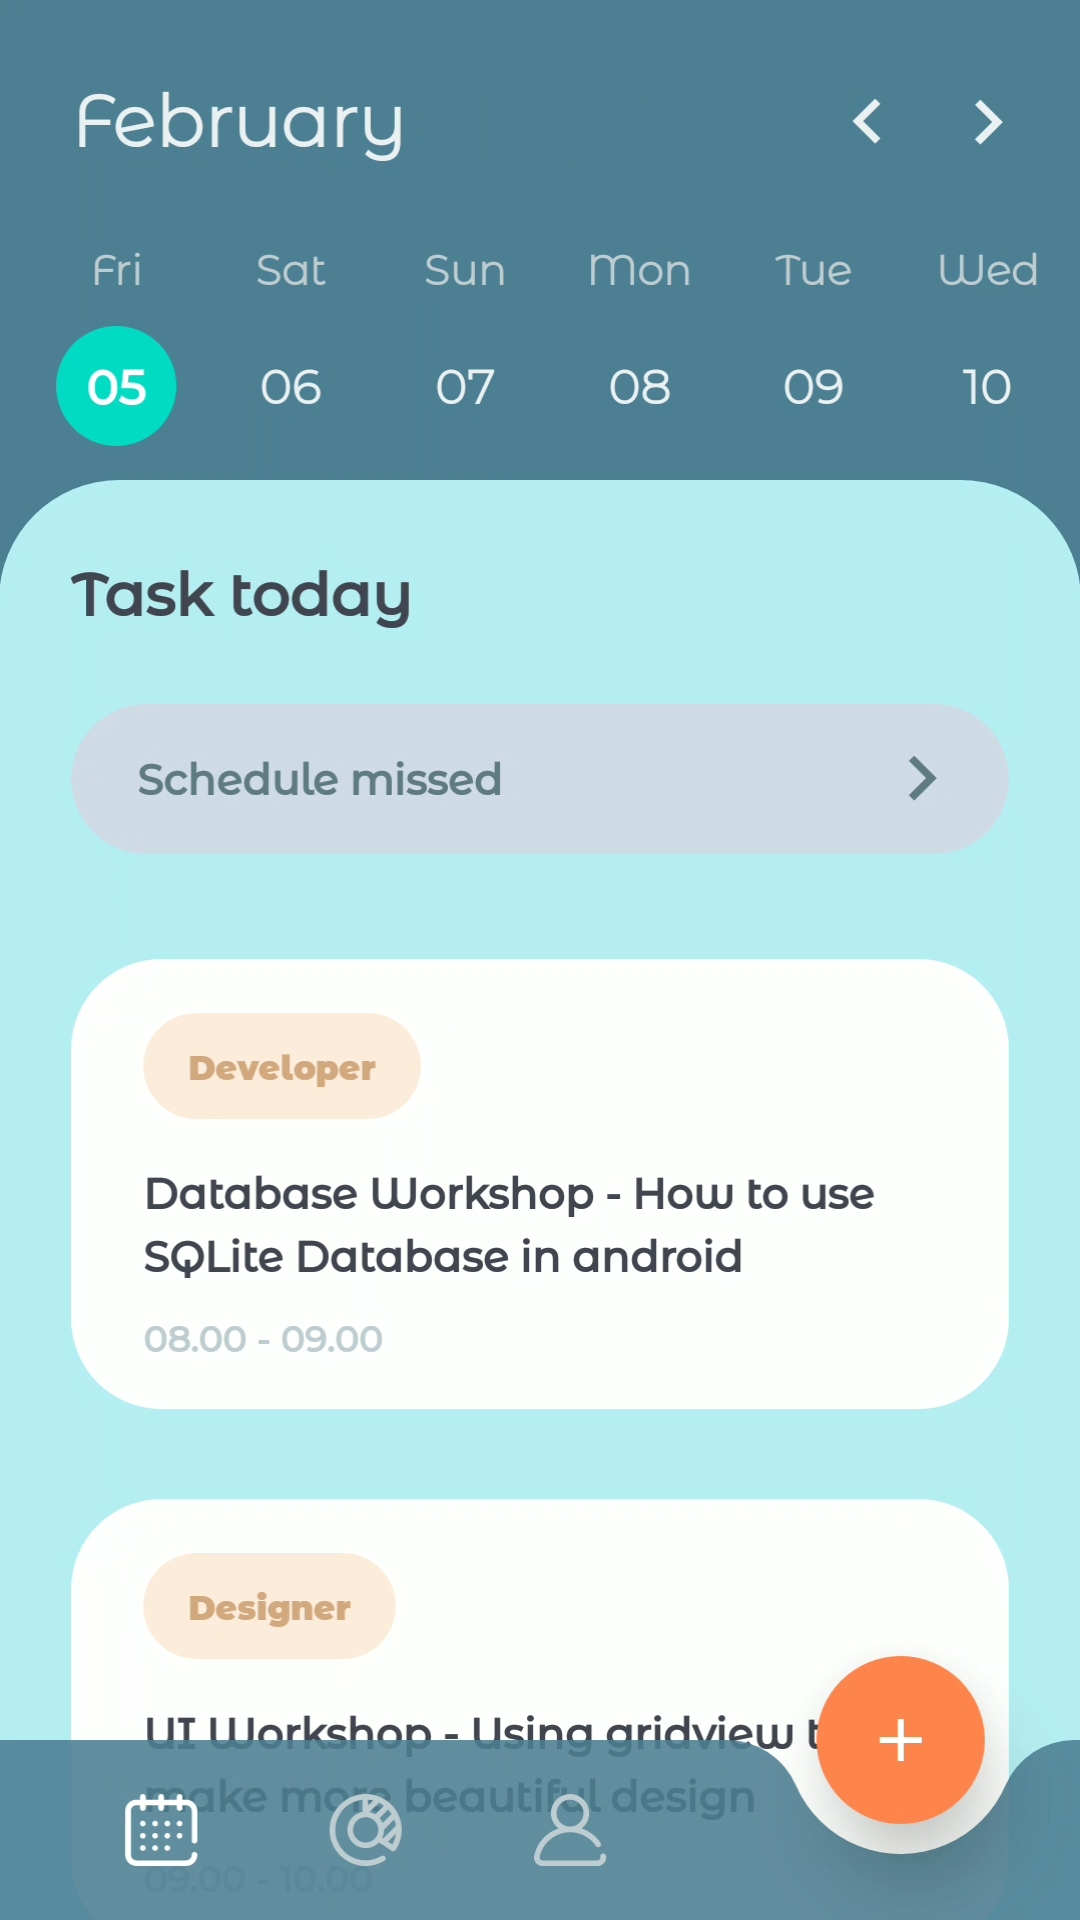 February
Fri Sat Sun Mon Tue Wed
05 06 07 08 09 10
Task today
Schedule missed
Developer
Database Workshop - How to use
SQLite Database in android
08.00 - 09.00
Designer
UI Workshop - Using gridview
make more beautiful design
09.00 - 10.00